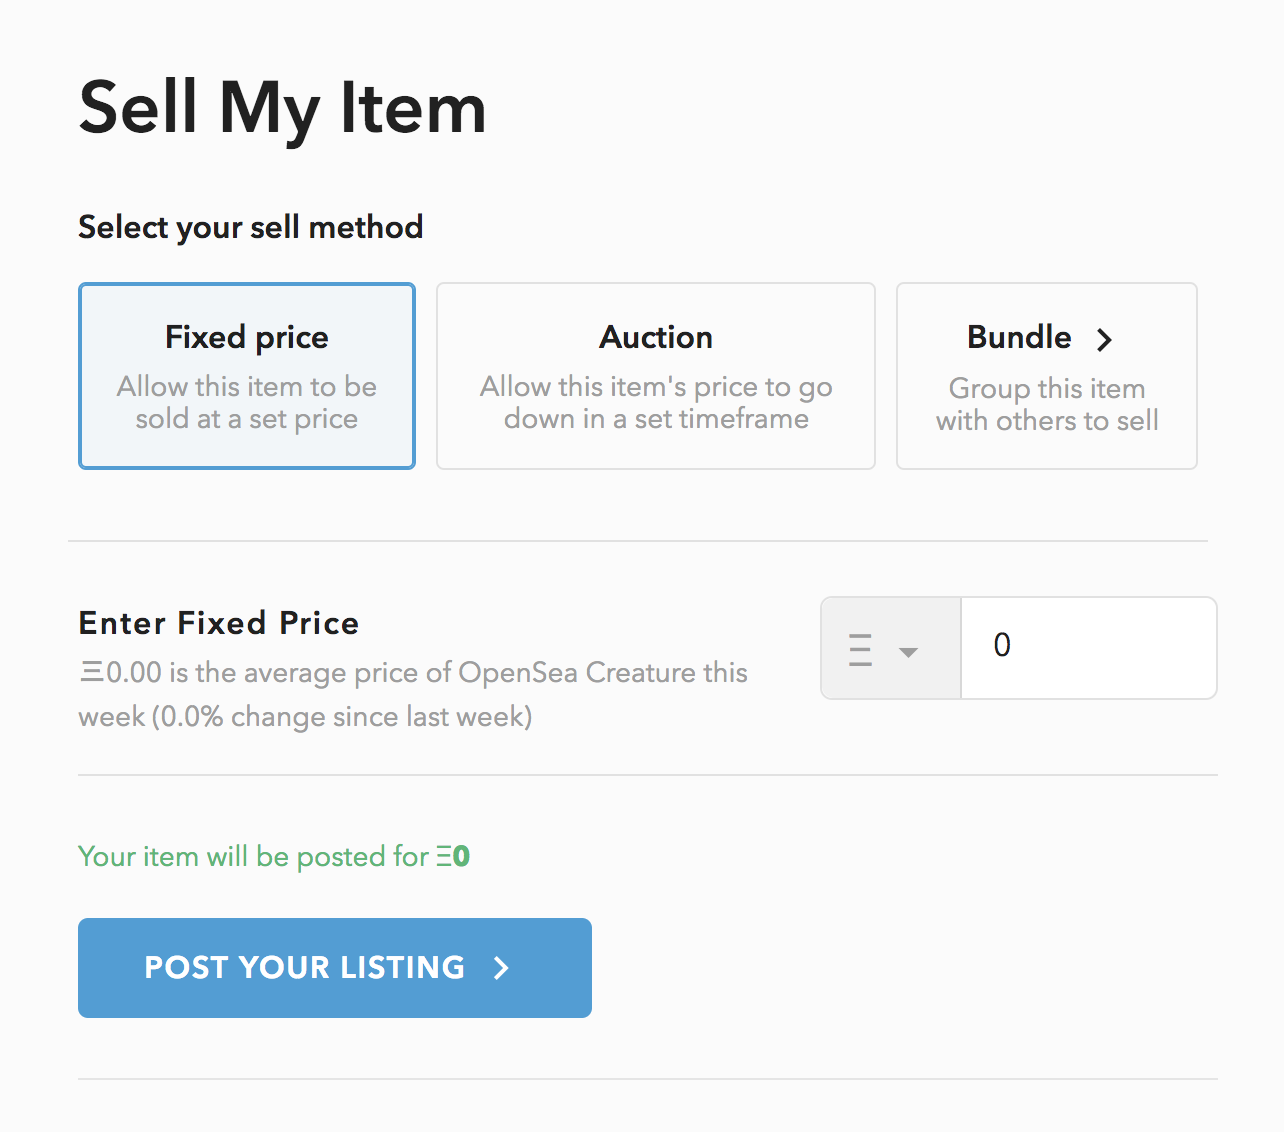 Sell My Item
Select your sell method
Fixed price
Allow this item to be
sold at a set price
Auction
Allow this item's price to go
down in a set timeframe
Bundle
Group this item
with others to sell
Enter Fixed Price
Ξ0.00 is the average price of OpenSea Creature this
week (0.0% change since last week)
Ξ
0
Your item will be posted for Ξ0
POST YOUR LISTING